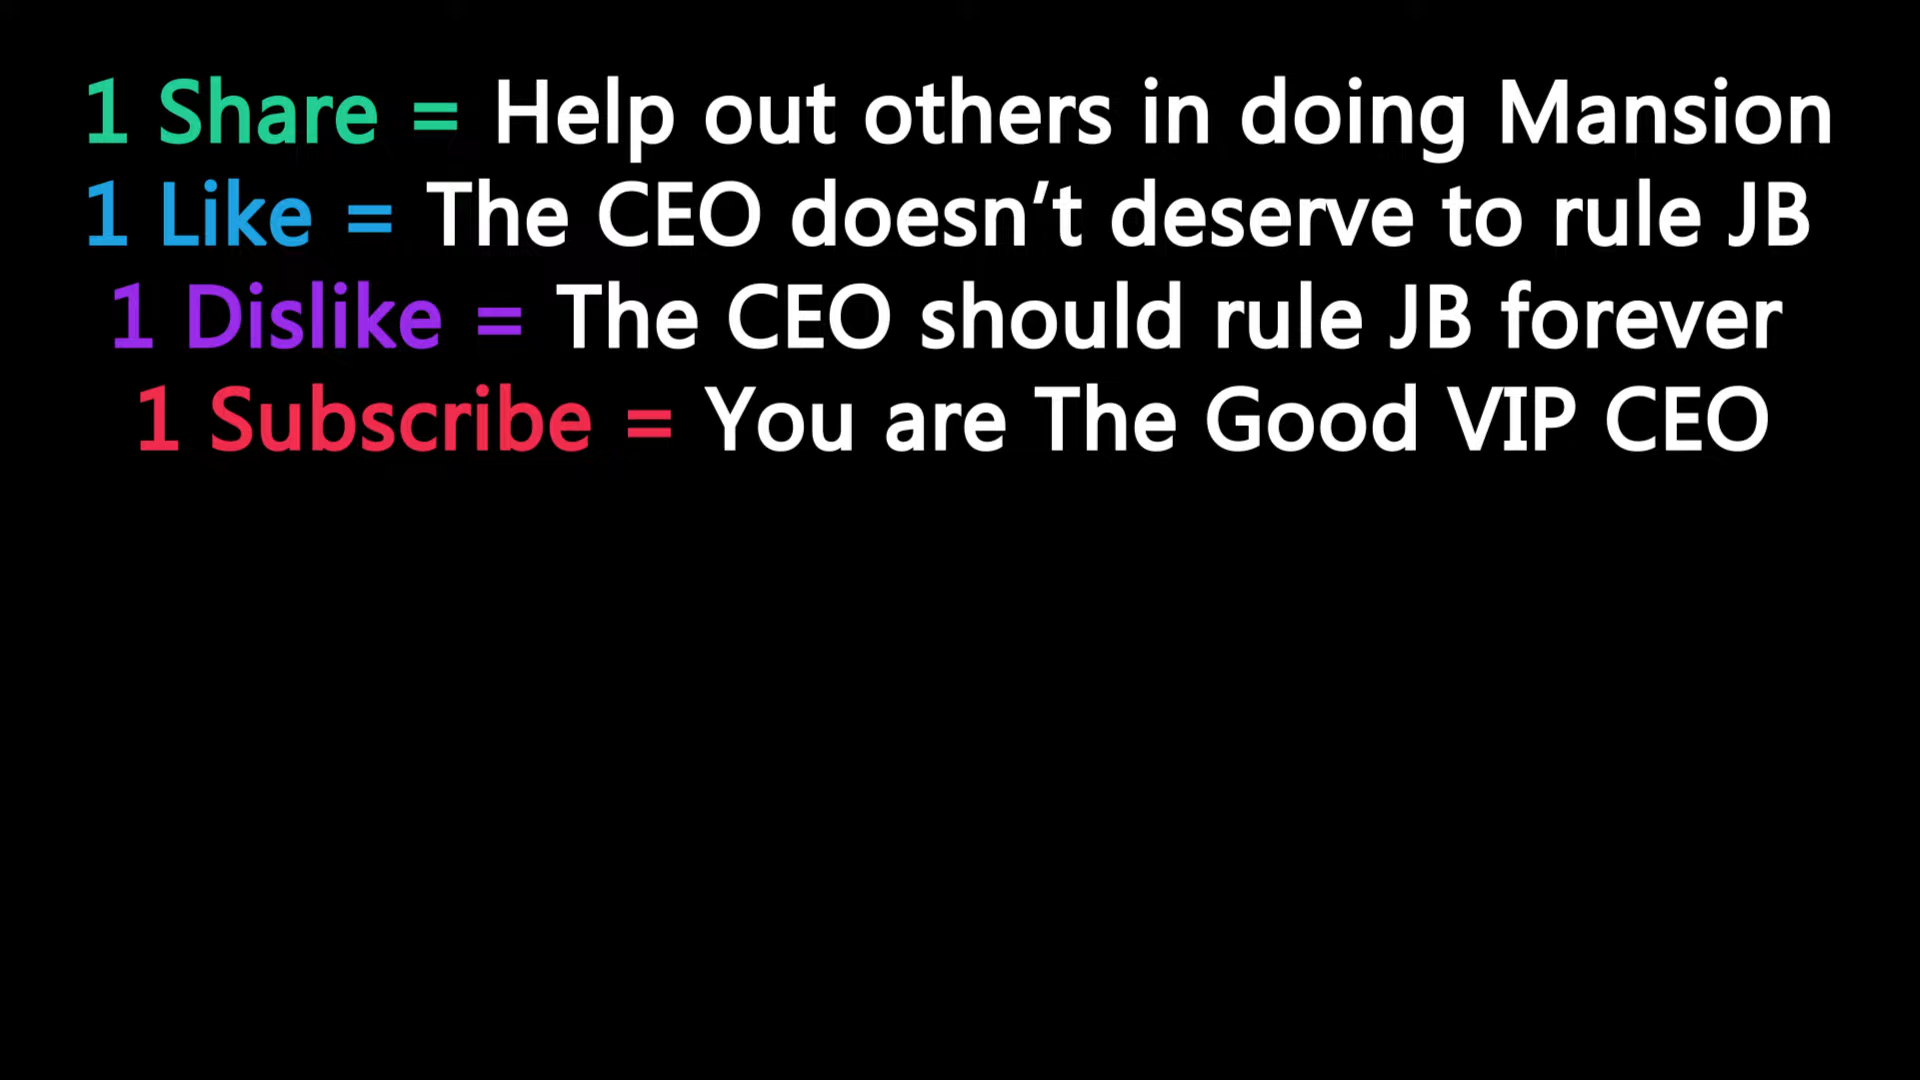 1 Share = Help out others in doing Mansion
1 Like = The CEO doesn’t deserve to rule JB
1 Dislike = The CEO should rule JB forever
1 Subscribe = You are The Good VIP CEO